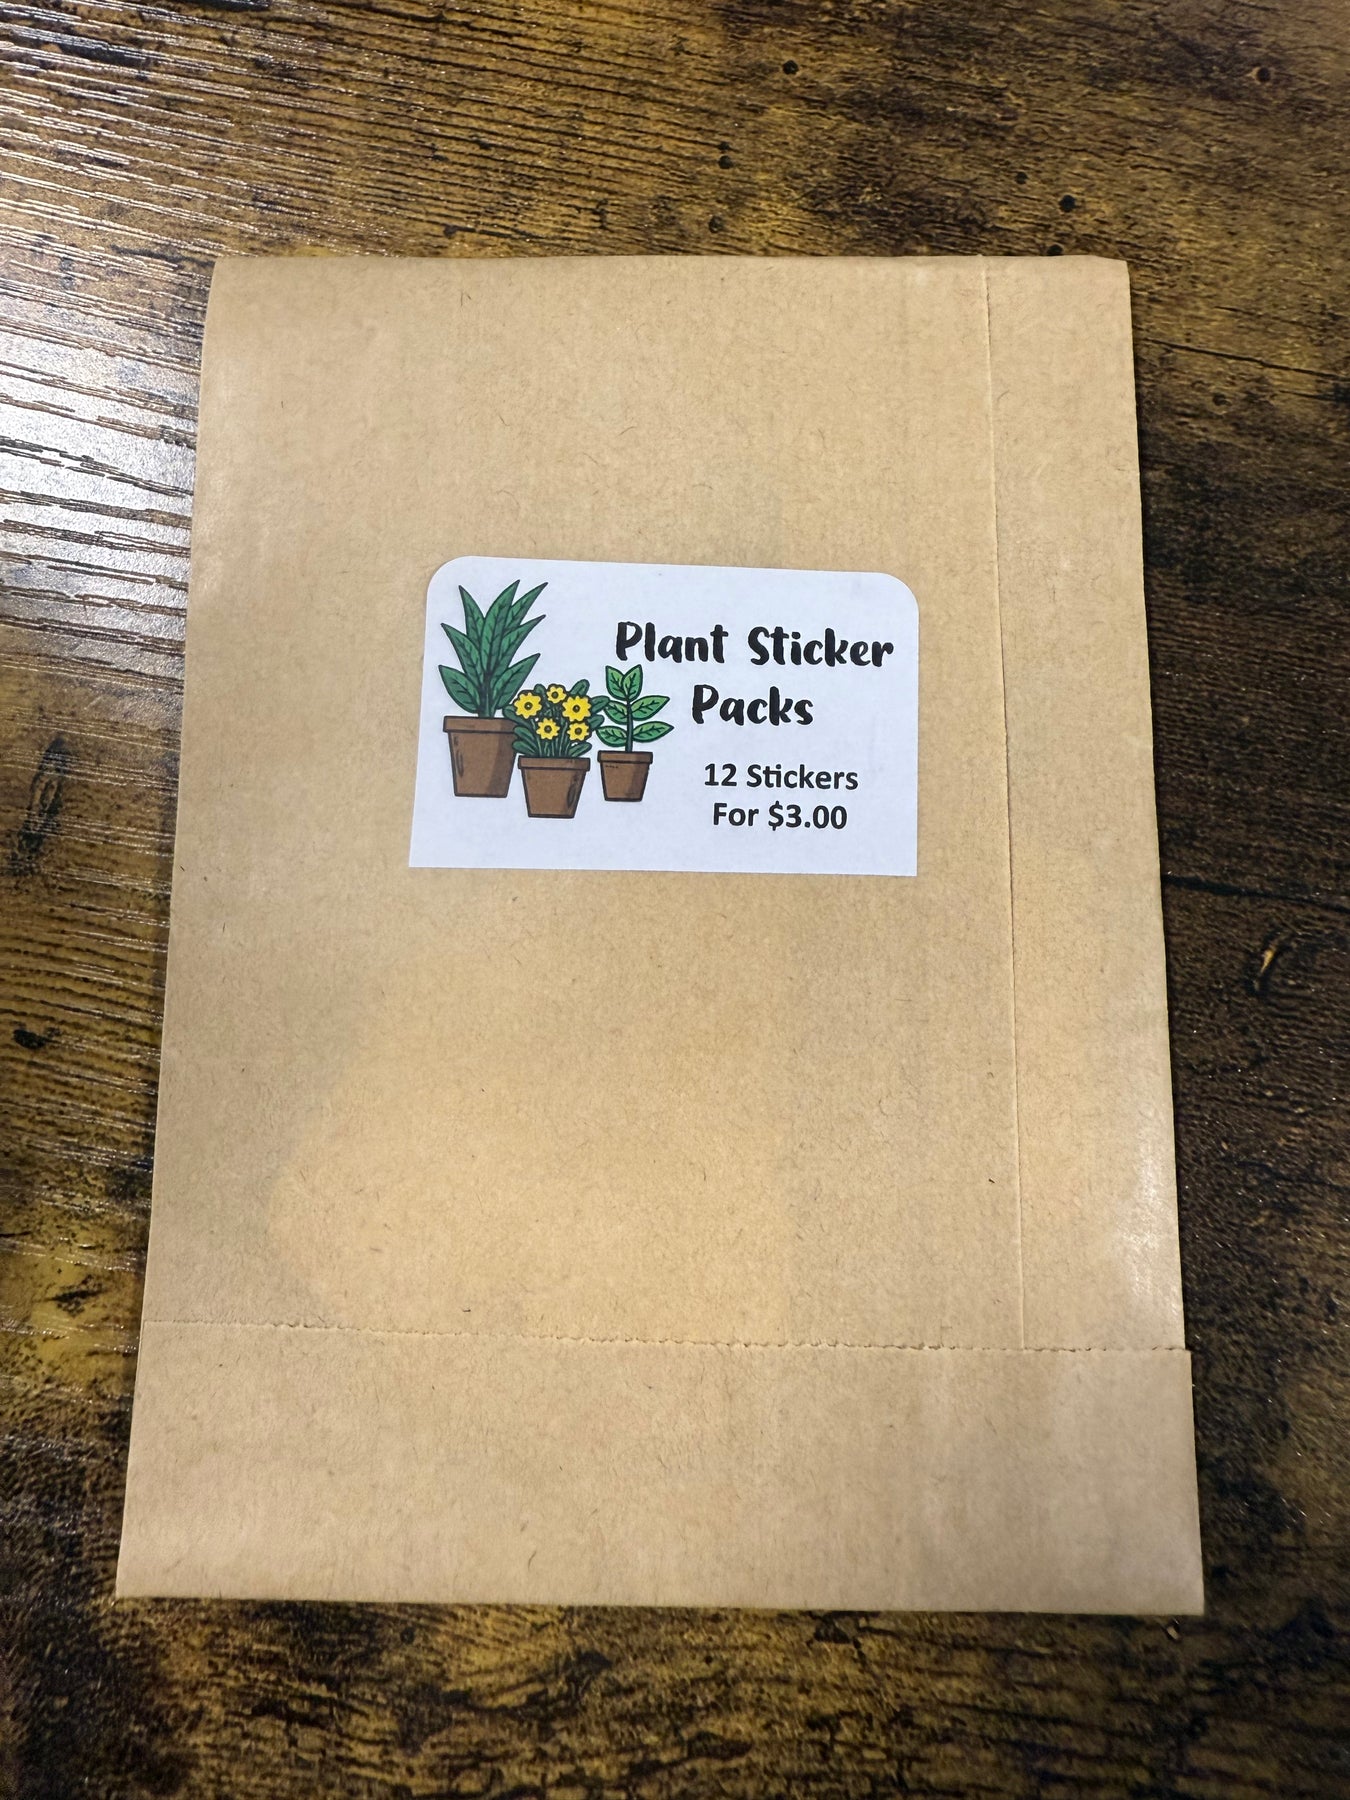 Plant Sticker
Packs
12 Stickers
For $3.00